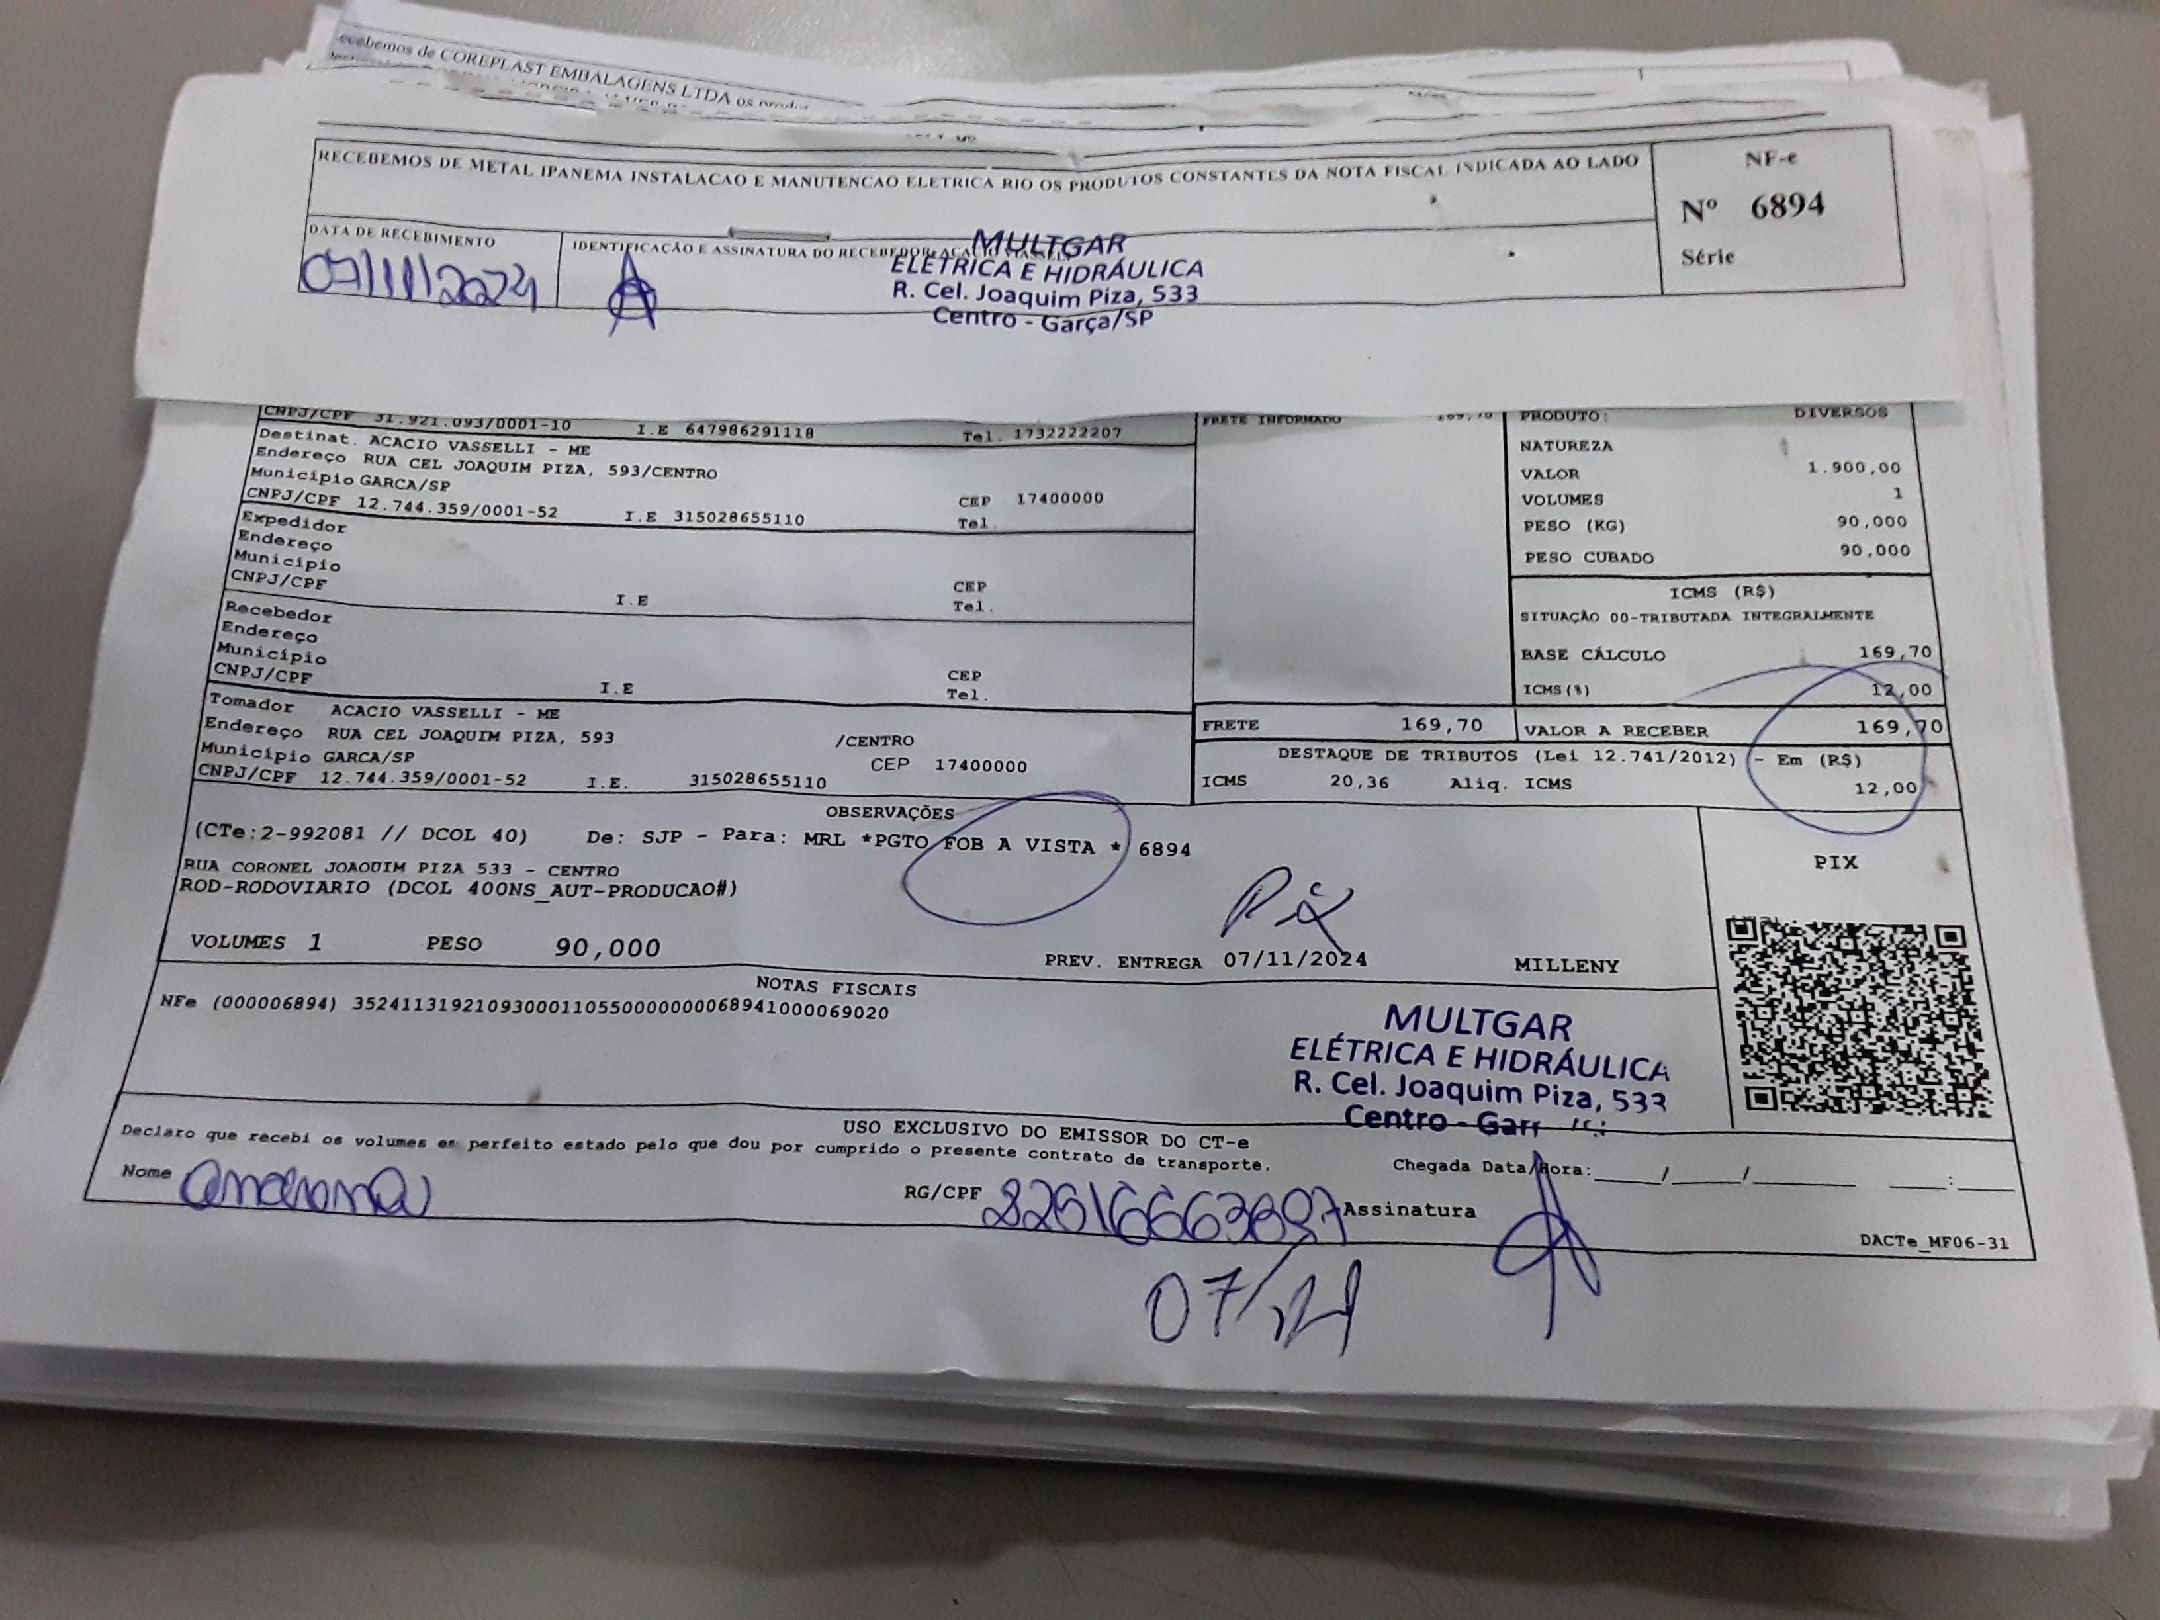 ecebemos de COREPLAST EMBALAGENS LTDA os
RECEBEMOS DE METAL IPANEMA INSTALACAO E MANUTENCAO ELETRICA RIO OS PRODUTOS CONSTANTES DA NOTA FISCAL INDICADA AO LADO
NF-e
Nº 6894
Série
DATA DE RECEBIMENTO
07/11/2024
IDENTIFICAÇÃO E ASSINATURA DO RECEBEDOR
MULTGAR
ELÉTRICA E HIDRÁULICA
R. Cel. Joaquim Piza, 533
Centro - Garça/SP
CNPJ/CPF 31.921.093/0001-10 I.E 647986291118 Tel. 1732222207
Destinat. ACACIO VASSELLI - ME
Endereço RUA CEL JOAQUIM PIZA, 593/CENTRO
Município GARCA/SP CEP 17400000
CNPJ/CPF 12.744.359/0001-52 I.E 315028655110 Tel.
Expedidor
Endereço
Município CEP
CNPJ/CPF I.E Tel.
Recebedor
Endereço
Município CEP
CNPJ/CPF I.E Tel.
Tomador ACACIO VASSELLI - ME
Endereço RUA CEL JOAQUIM PIZA, 593 /CENTRO
Município GARCA/SP CEP 17400000
CNPJ/CPF 12.744.359/0001-52 I.E. 315028655110
FRETE INFORMADO 169,70
PRODUTO: DIVERSOS
NATUREZA
VALOR 1.900,00
VOLUMES 1
PESO (KG) 90,000
PESO CUBADO 90,000
ICMS (R$)
SITUAÇÃO 00-TRIBUTADA INTEGRALMENTE
BASE CÁLCULO 169,70
ICMS(%) 12,00
FRETE 169,70 VALOR A RECEBER 169,70
DESTAQUE DE TRIBUTOS (Lei 12.741/2012) - Em (R$)
ICMS 20,36 Aliq. ICMS 12,00
OBSERVAÇÕES
(CTe:2-992081 // DCOL 40) De: SJP - Para: MRL *PGTO FOB A VISTA * 6894
RUA CORONEL JOAQUIM PIZA 533 - CENTRO
ROD-RODOVIARIO (DCOL 400NS_AUT-PRODUCAO#)
Pix
PIX
VOLUMES 1 PESO 90,000 PREV. ENTREGA 07/11/2024 MILLENY
NOTAS FISCAIS
NFe (000006894) 35241131921093000110550000000068941000069020
MULTGAR
ELÉTRICA E HIDRÁULICA
R. Cel. Joaquim Piza, 533
Centro -
USO EXCLUSIVO DO EMISSOR DO CT-e
Declaro que recebi os volumes em perfeito estado pelo que dou por cumprido o presente contrato de transporte.
Chegada Data/Hora:_____/_____/________ ____:____
Nome RG/CPF Assinatura
DACTe_MF06-31
07/11